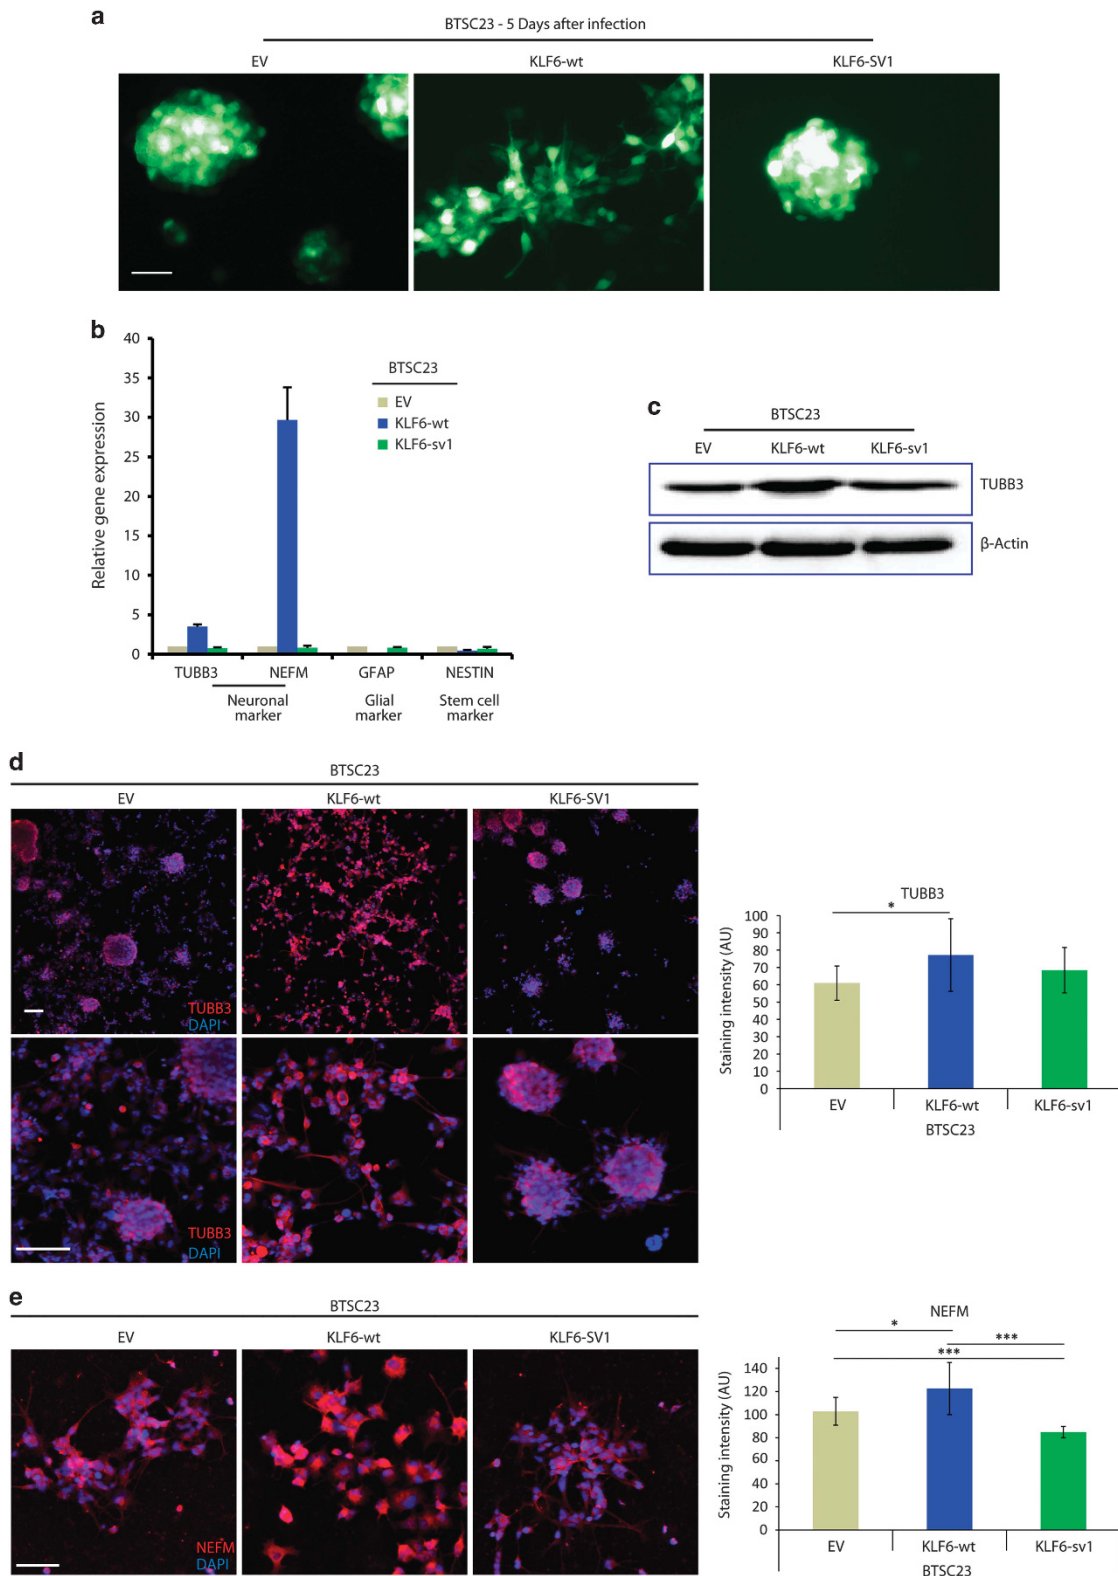 a
BTSC23 - 5 Days after infection
EV KLF6-wt KLF6-SV1
b
40
35
30
25
20
15
10
5
0
Relative gene expression
BTSC23
EV
KLF6-wt
KLF6-sv1
TUBB3 NEFM GFAP NESTIN
Neuronal marker
Glial marker
Stem cell marker
c
BTSC23
EV KLF6-wt KLF6-sv1
TUBB3
β-Actin
d
BTSC23
EV KLF6-wt KLF6-SV1
TUBB3
DAPI
TUBB3
DAPI
TUBB3
*
100
90
80
70
60
50
40
30
20
10
0
Staining intensity (AU)
EV KLF6-wt KLF6-sv1
BTSC23
e
BTSC23
EV KLF6-wt KLF6-SV1
NEFM
DAPI
NEFM
* ***
***
140
120
100
80
60
40
20
0
Staining intensity (AU)
EV KLF6-wt KLF6-sv1
BTSC23